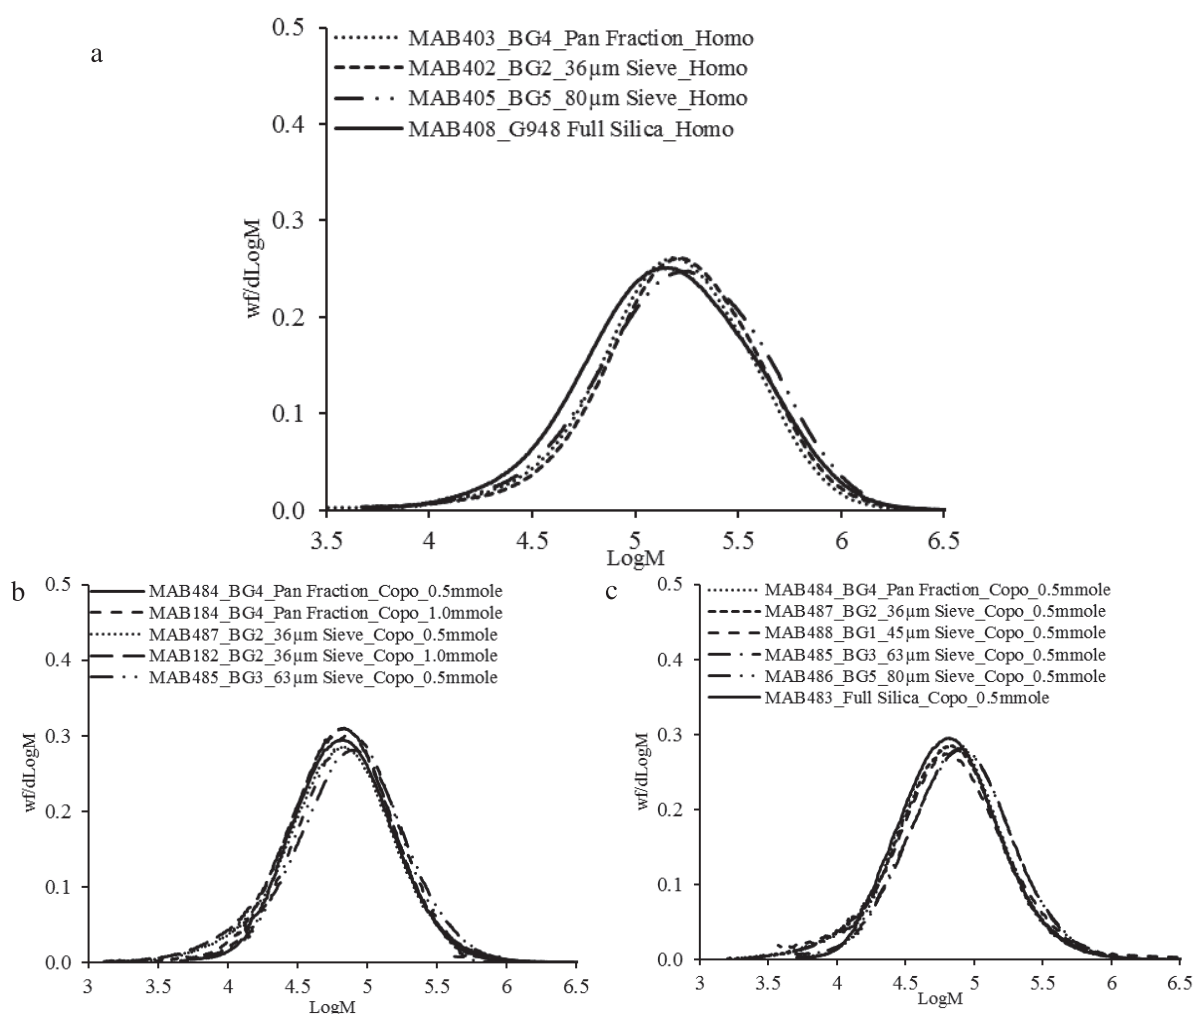 a
0.5
0.4
0.3
0.2
0.1
0.0
wf/dLogM
MAB403_BG4_Pan Fraction_Homo
MAB402_BG2_36µm Sieve_Homo
MAB405_BG5_80µm Sieve_Homo
MAB408_G948 Full Silica_Homo
3.5 4 4.5 5 5.5 6 6.5
LogM
b
0.5
0.4
0.3
0.2
0.1
0.0
wf/dLogM
MAB484_BG4_Pan Fraction_Copo_0.5mmole
MAB184_BG4_Pan Fraction_Copo_1.0mmole
MAB487_BG2_36µm Sieve_Copo_0.5mmole
MAB182_BG2_36µm Sieve_Copo_1.0mmole
MAB485_BG3_63µm Sieve_Copo_0.5mmole
3 3.5 4 4.5 5 5.5 6 6.5
LogM
c
0.5
0.4
0.3
0.2
0.1
0.0
wf/dLogM
MAB484_BG4_Pan Fraction_Copo_0.5mmole
MAB487_BG2_36µm Sieve_Copo_0.5mmole
MAB488_BG1_45µm Sieve_Copo_0.5mmole
MAB485_BG3_63µm Sieve_Copo_0.5mmole
MAB486_BG5_80µm Sieve_Copo_0.5mmole
MAB483_Full Silica_Copo_0.5mmole
3 3.5 4 4.5 5 5.5 6 6.5
LogM